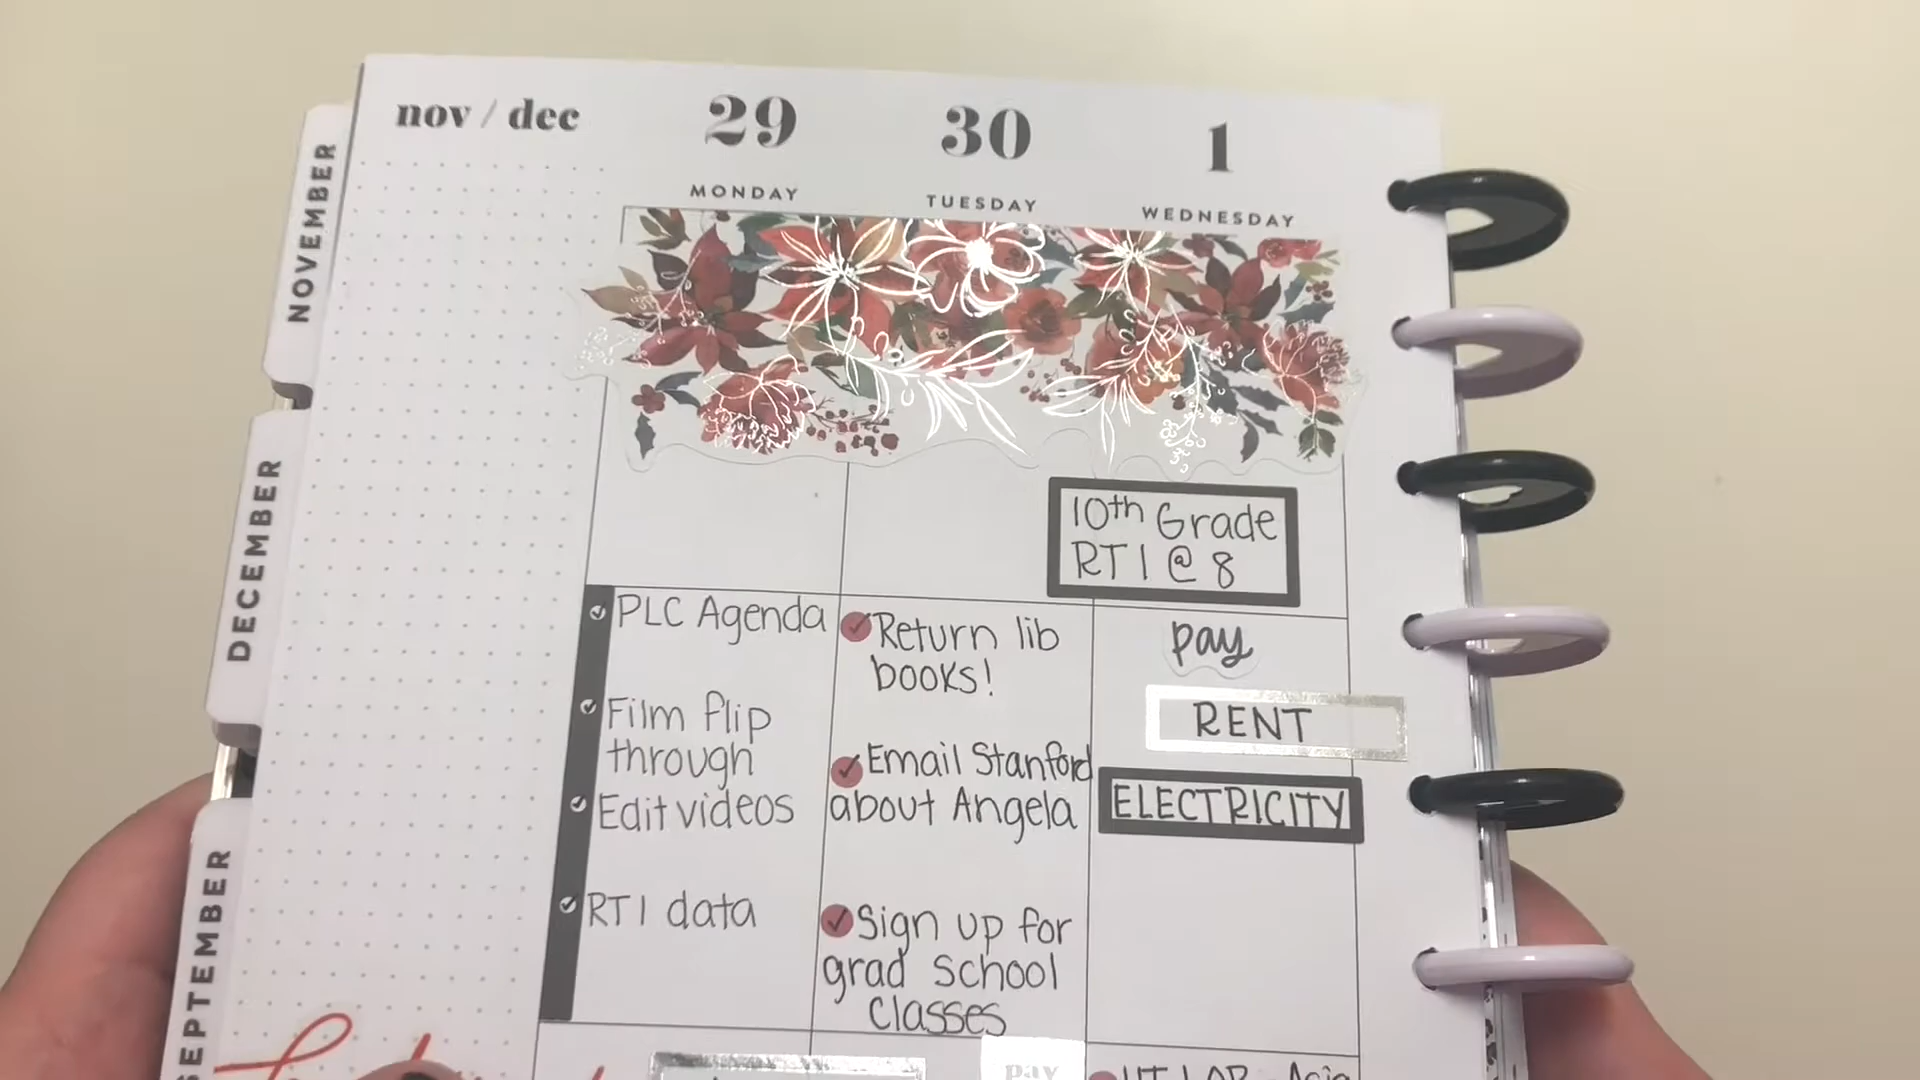 nov / dec
29
30
1
MONDAY
TUESDAY
WEDNESDAY
NOVEMBER
DECEMBER
SEPTEMBER
10th Grade
RTI @ 8
PLC Agenda
Film flip
through
Edit videos
RTI data
Return lib
books!
Email Stanford
about Angela
Sign up for
grad school
classes
pay
RENT
ELECTRICITY
pay